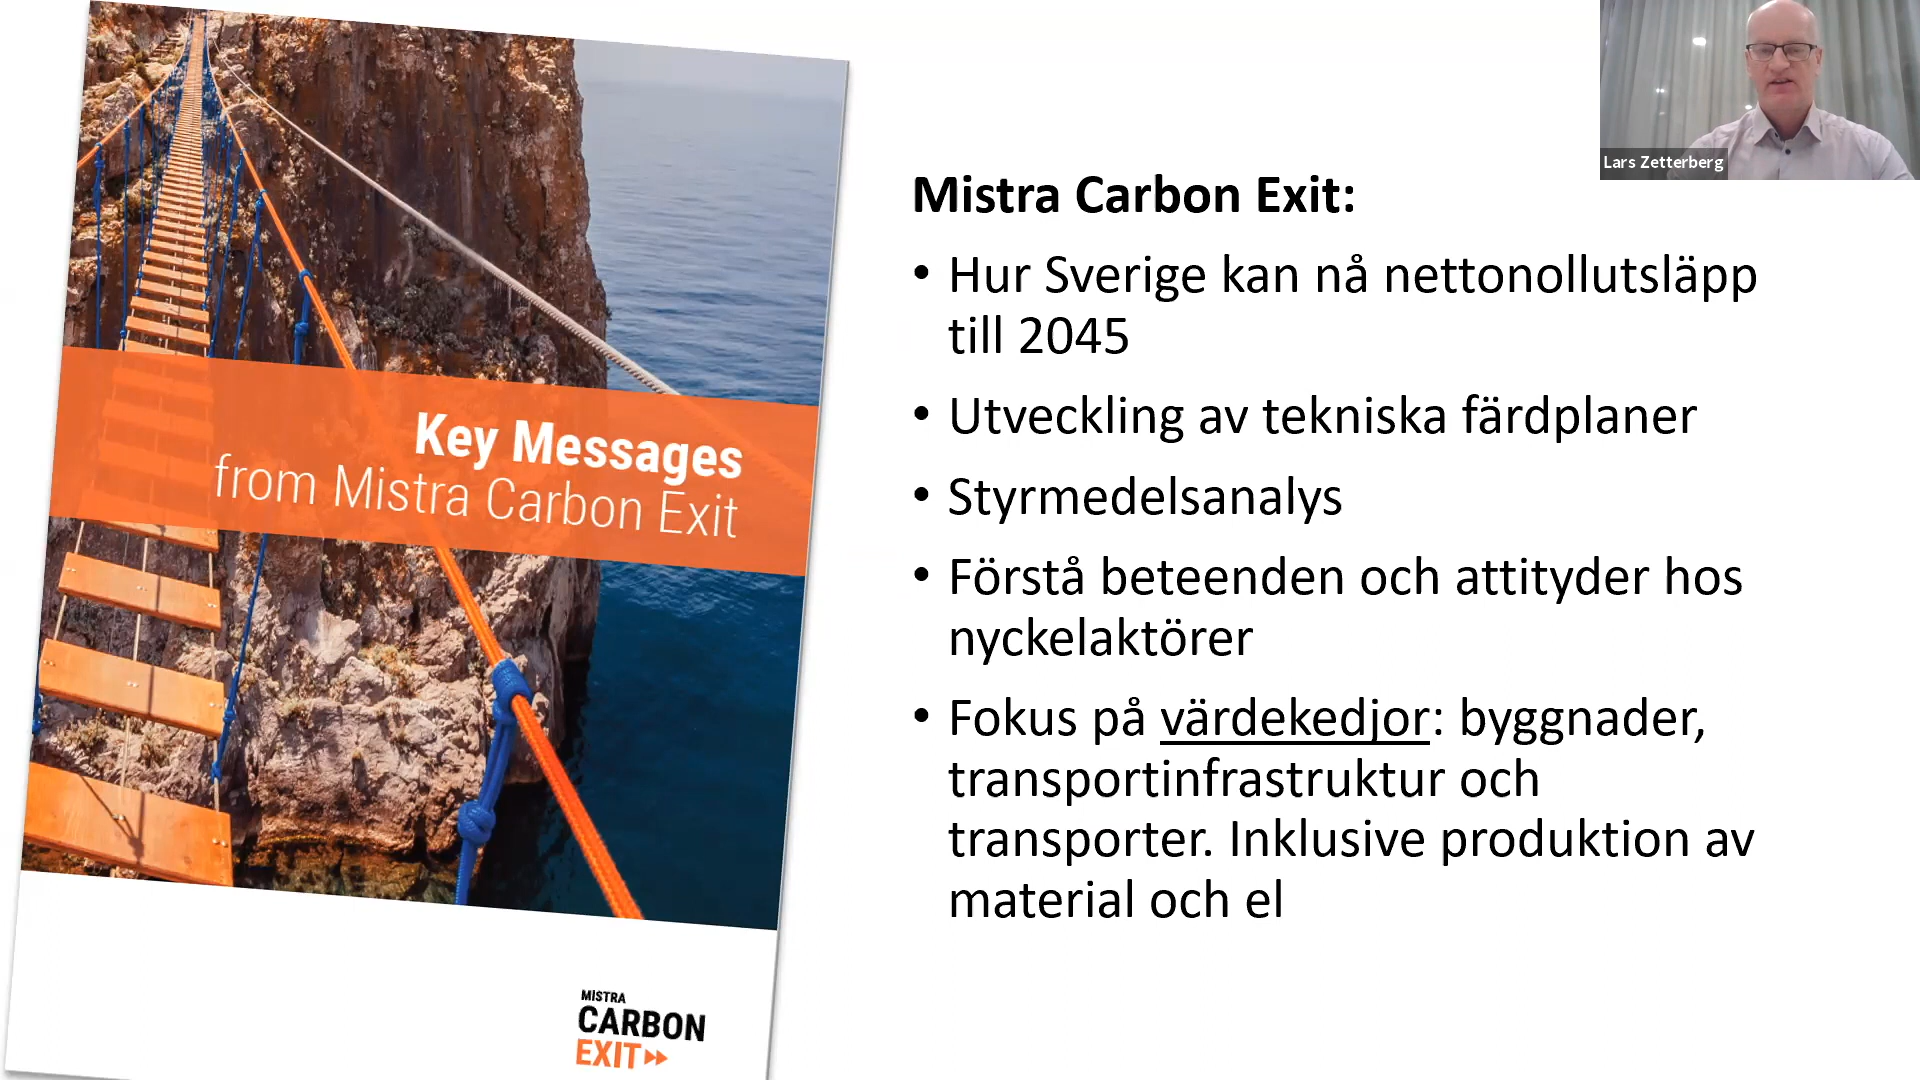 Lars Zetterberg
Key Messages
from Mistra Carbon Exit
MISTRA
CARBON
EXIT
Mistra Carbon Exit:
• Hur Sverige kan nå nettonollutsläpp
till 2045
• Utveckling av tekniska färdplaner
• Styrmedelsanalys
• Förstå beteenden och attityder hos
nyckelaktörer
• Fokus på värdekedjor: byggnader,
transportinfrastruktur och
transporter. Inklusive produktion av
material och el